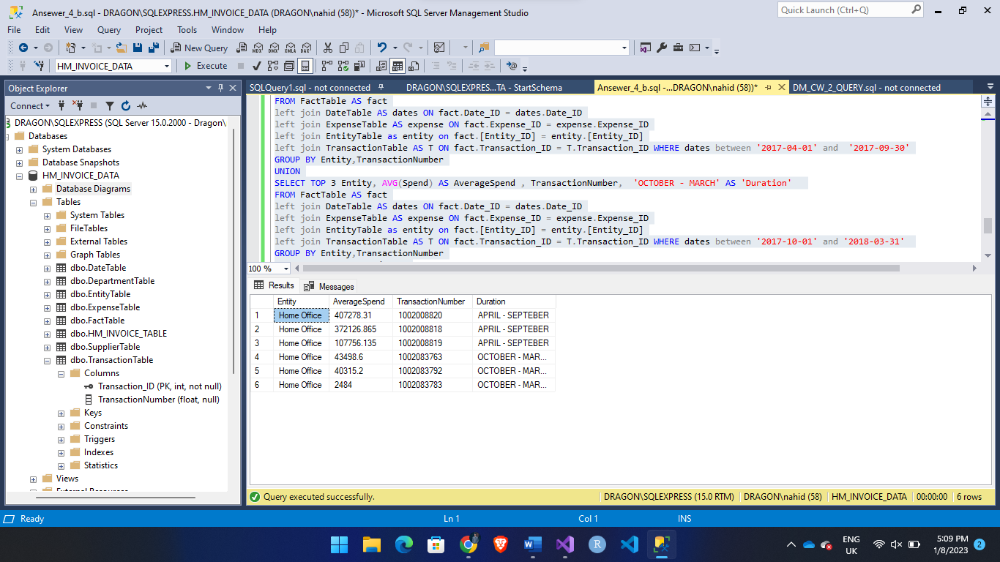 Ansewer_4_b.sql - DRAGON\SQLEXPRESS.HM_INVOICE_DATA (DRAGON\nahid (58))* - Microsoft SQL Server Management Studio
Quick Launch (Ctrl+Q)
File Edit View Query Project Tools Window Help
New Query MDX DMX XMLA DAX
HM_INVOICE_DATA Execute
Object Explorer
Connect
DRAGON\SQLEXPRESS (SQL Server 15.0.2000 - Dragon\
Databases
System Databases
Database Snapshots
HM_INVOICE_DATA
Database Diagrams
Tables
System Tables
FileTables
External Tables
Graph Tables
dbo.DateTable
dbo.DepartmentTable
dbo.EntityTable
dbo.ExpenseTable
dbo.FactTable
dbo.HM_INVOICE_TABLE
dbo.SupplierTable
dbo.TransactionTable
Columns
Transaction_ID (PK, int, not null)
TransactionNumber (float, null)
Keys
Constraints
Triggers
Indexes
Statistics
Views
External Resources
SQLQuery1.sql - not connected DRAGON\SQLEXPRESS...TA - StartSchema Ansewer_4_b.sql -...DRAGON\nahid (58))* DM_CW_2_QUERY.sql - not connected
FROM FactTable AS fact
left join DateTable AS dates ON fact.Date_ID = dates.Date_ID
left join ExpenseTable AS expense ON fact.Expense_ID = expense.Expense_ID
left join EntityTable as entity on fact.[Entity_ID] = entity.[Entity_ID]
left join TransactionTable AS T ON fact.Transaction_ID = T.Transaction_ID WHERE dates between '2017-04-01' and '2017-09-30'
GROUP BY Entity,TransactionNumber
UNION
SELECT TOP 3 Entity, AVG(Spend) AS AverageSpend , TransactionNumber, 'OCTOBER - MARCH' AS 'Duration'
FROM FactTable AS fact
left join DateTable AS dates ON fact.Date_ID = dates.Date_ID
left join ExpenseTable AS expense ON fact.Expense_ID = expense.Expense_ID
left join EntityTable as entity on fact.[Entity_ID] = entity.[Entity_ID]
left join TransactionTable AS T ON fact.Transaction_ID = T.Transaction_ID WHERE dates between '2017-10-01' and '2018-03-31'
GROUP BY Entity,TransactionNumber
100 %
Results Messages
Entity AverageSpend TransactionNumber Duration
1 Home Office 407278.31 1002008820 APRIL - SEPTEBER
2 Home Office 372126.865 1002008818 APRIL - SEPTEBER
3 Home Office 107756.135 1002008819 APRIL - SEPTEBER
4 Home Office 43498.6 1002083763 OCTOBER - MAR...
5 Home Office 40315.2 1002083792 OCTOBER - MAR...
6 Home Office 2484 1002083783 OCTOBER - MAR...
Query executed successfully. DRAGON\SQLEXPRESS (15.0 RTM) DRAGON\nahid (58) HM_INVOICE_DATA 00:00:00 6 rows
Ready Ln 1 Col 1 INS
ENG
UK
5:09 PM
1/8/2023
2